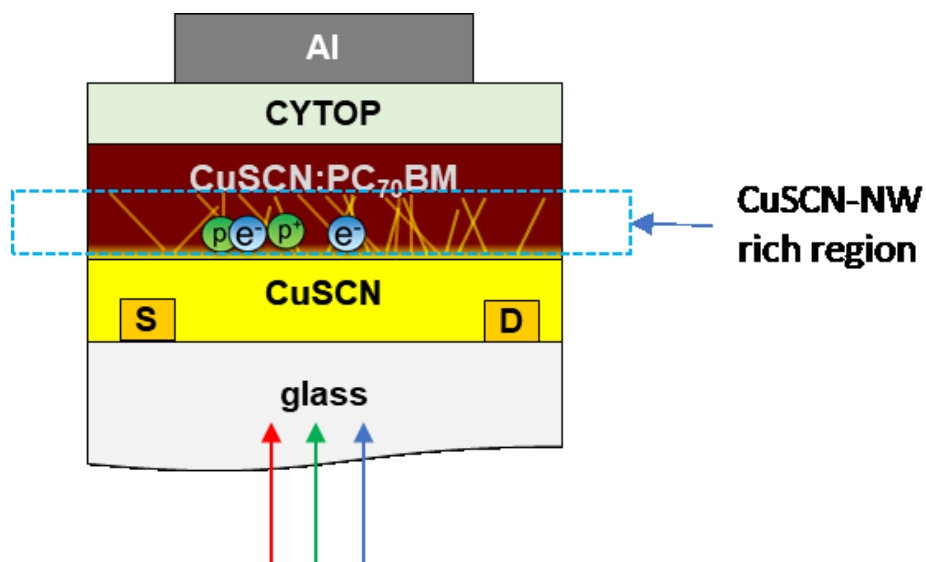 Al
CYTOP
CuSCN:PC₇₀BM
p e⁻ p⁺ e⁻
CuSCN-NW
rich region
CuSCN
S D
glass